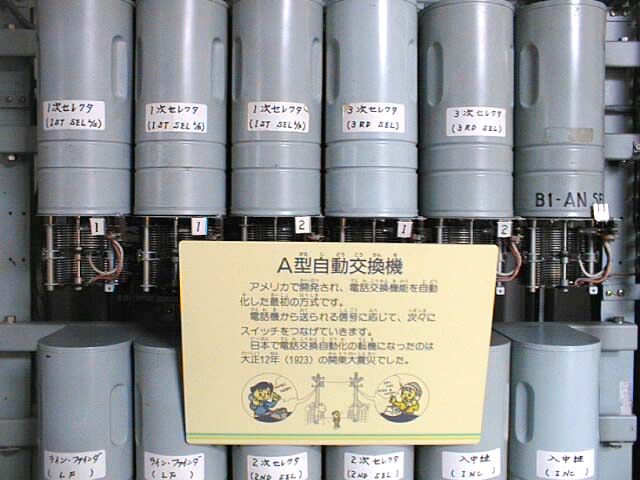 1次セレクタ
(1ST SEL%)
1次セレクタ
(1ST SEL%)
1次セレクタ
(1ST SEL%)
3次セレクタ
(3RD SEL)
3次セレクタ
(3RD SEL)
B1-AN SE
1
1
2
1
2
A型自動交換機
アメリカで開発され、電話交換機能を自動
化した最初の方式です。
電話機から送られる信号に応じて、次々に
スイッチをつなげていきます。
日本で電話交換自動化の転機になったのは
大正12年（1923）の関東大震災でした。
ライン・ファインダ
(LF)
ライン・ファインダ
(LF)
2次セレクタ
(2ND SEL)
2次セレクタ
(2ND SEL)
入中継
(INC)
入中継
(INC)